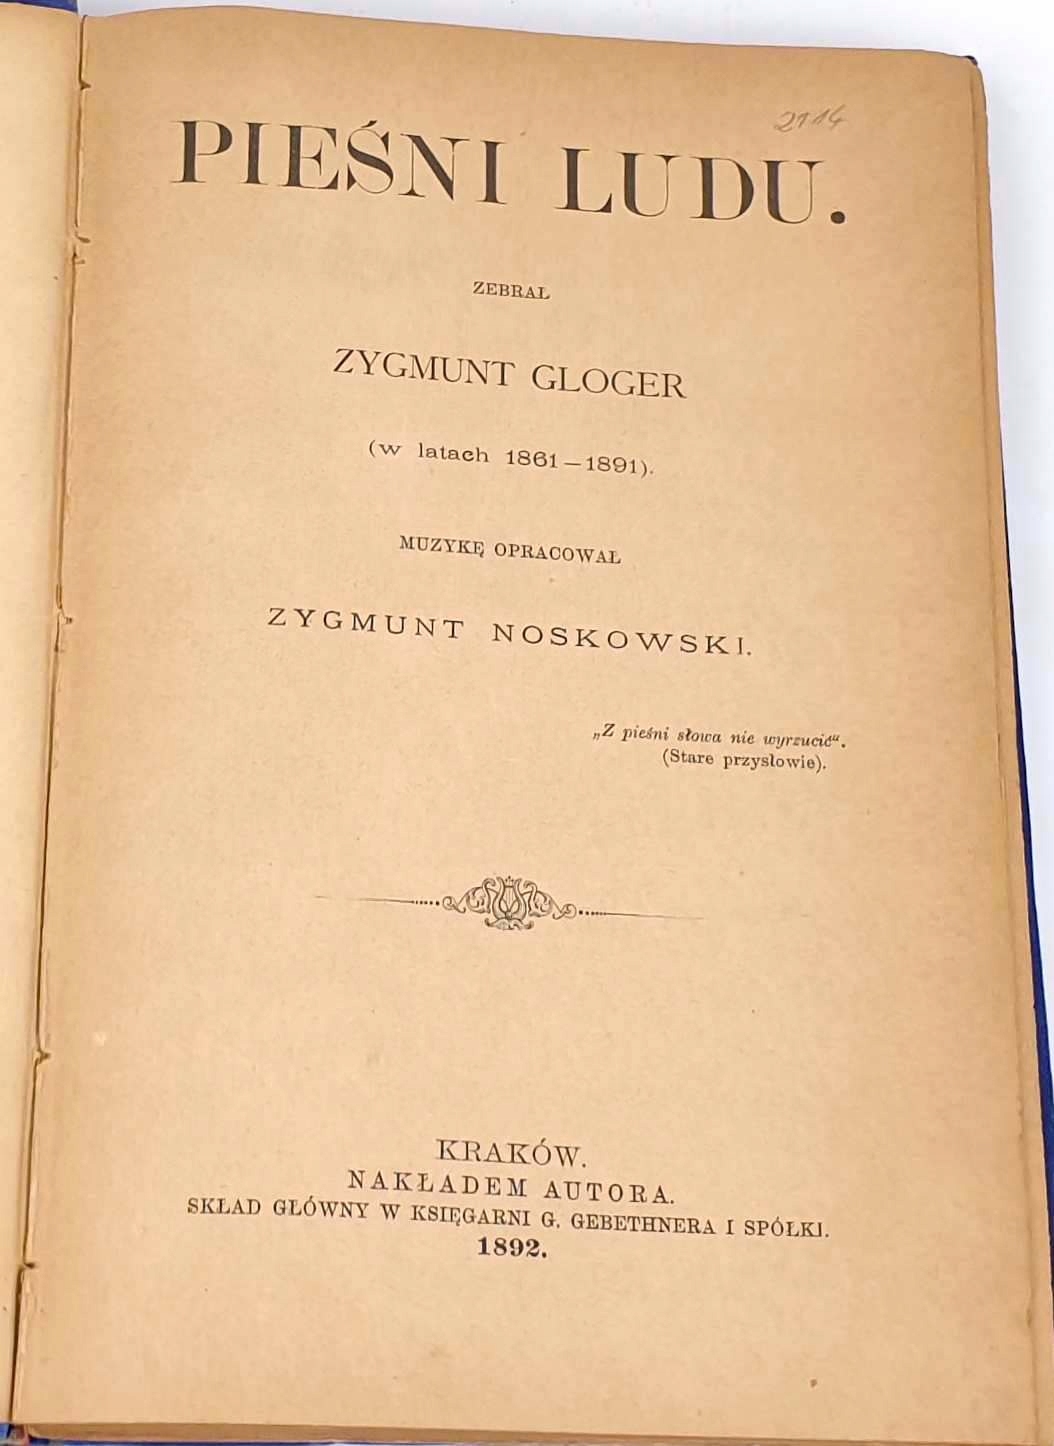 2114
PIEŚNI LUDU.
ZEBRAŁ
ZYGMUNT GLOGER
(w latach 1861–1891).
MUZYKĘ OPRACOWAŁ
ZYGMUNT NOSKOWSKI.
„Z pieśni słowa nie wyrzucić“.
(Stare przysłowie).
KRAKÓW.
NAKŁADEM AUTORA.
SKŁAD GŁÓWNY W KSIĘGARNI G. GEBETHNERA I SPÓŁKI.
1892.